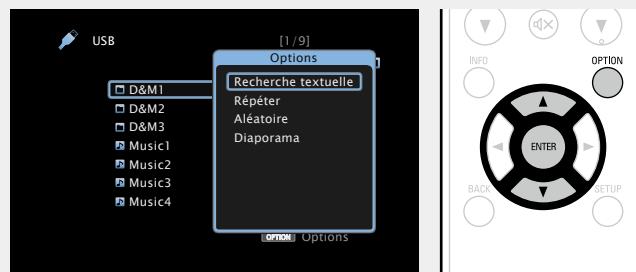 USB
[1/9]
Options
Recherche textuelle
Répéter
Aléatoire
Diaporama
D&M1
D&M2
D&M3
Music1
Music2
Music3
Music4
OPTION Options
INFO
OPTION
ENTER
BACK
SETUP